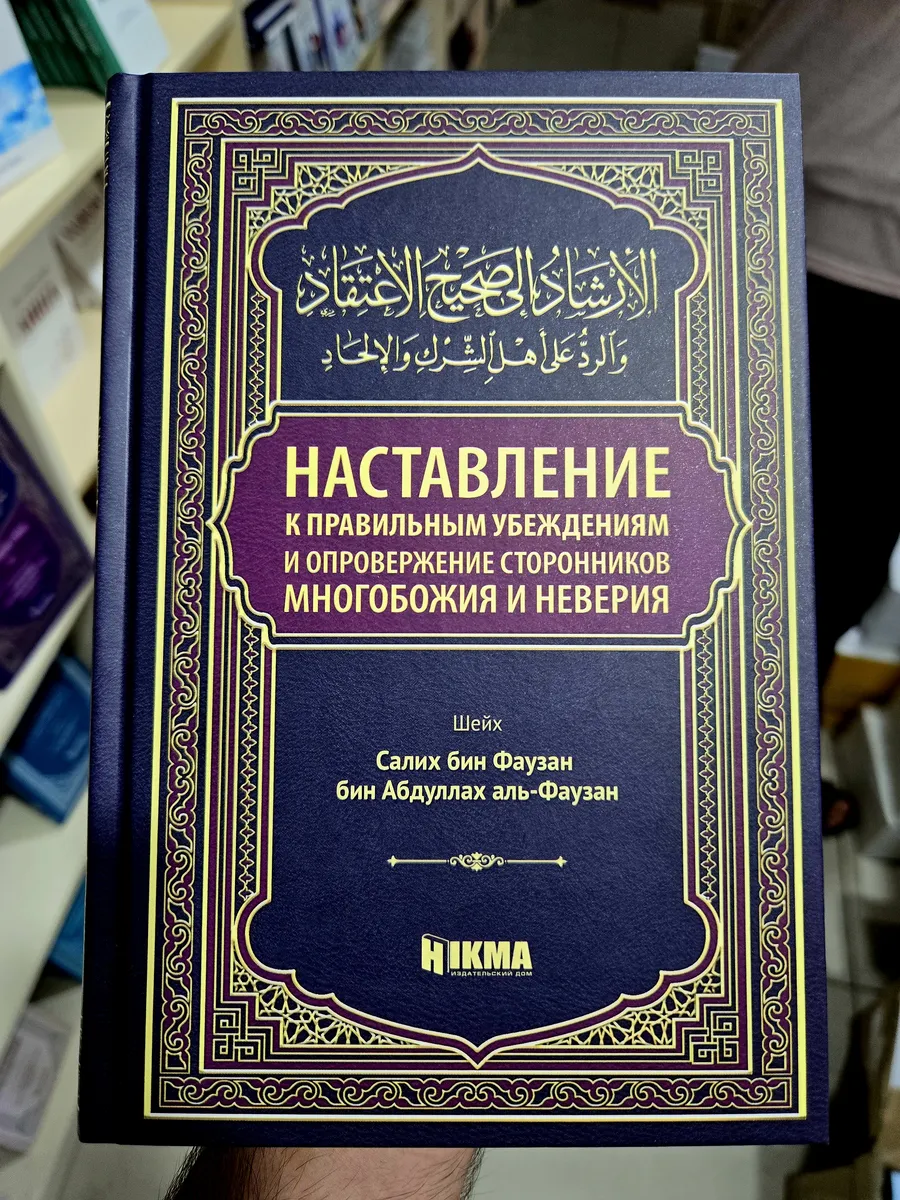 الإرشاد إلى صحيح الاعتقاد
والرد على أهل الشرك والإلحاد
НАСТАВЛЕНИЕ
К ПРАВИЛЬНЫМ УБЕЖДЕНИЯМ
И ОПРОВЕРЖЕНИЕ СТОРОННИКОВ
МНОГОБОЖИЯ И НЕВЕРИЯ
Шейх
Салих бин Фаузан
бин Абдуллах аль-Фаузан
HIKMA
ИЗДАТЕЛЬСКИЙ ДОМ